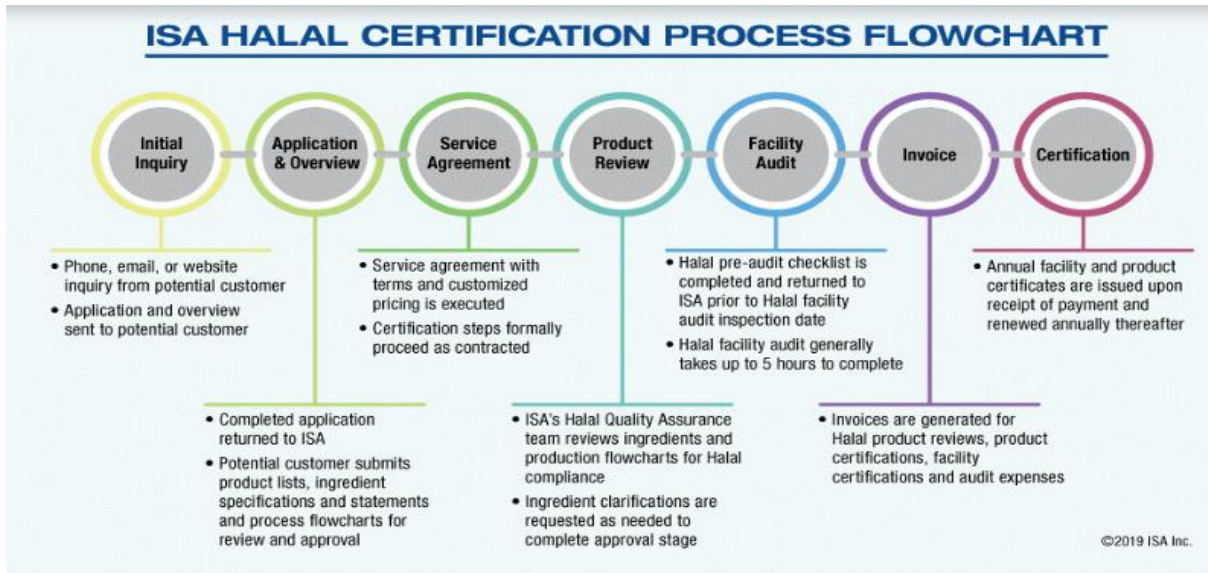 ISA HALAL CERTIFICATION PROCESS FLOWCHART
Initial
Inquiry
Application
& Overview
Service
Agreement
Product
Review
Facility
Audit
Invoice
Certification
• Phone, email, or website
inquiry from potential customer
• Application and overview
sent to potential customer
• Completed application
returned to ISA
• Potential customer submits
product lists, ingredient
specifications and statements
and process flowcharts for
review and approval
• Service agreement with
terms and customized
pricing is executed
• Certification steps formally
proceed as contracted
• ISA's Halal Quality Assurance
team reviews ingredients and
production flowcharts for Halal
compliance
• Ingredient clarifications are
requested as needed to
complete approval stage
• Halal pre-audit checklist is
completed and returned to
ISA prior to Halal facility
audit inspection date
• Halal facility audit generally
takes up to 5 hours to complete
• Invoices are generated for
Halal product reviews, product
certifications, facility
certifications and audit expenses
• Annual facility and product
certificates are issued upon
receipt of payment and
renewed annually thereafter
©2019 ISA Inc.